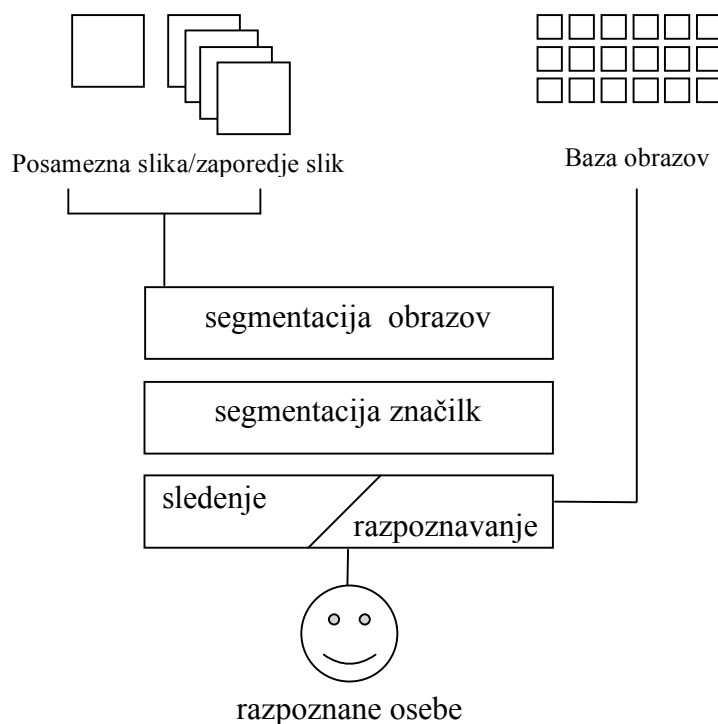 Posamezna slika/zaporedje slik
Baza obrazov
segmentacija obrazov
segmentacija značilk
sledenje
razpoznavanje
razpoznane osebe